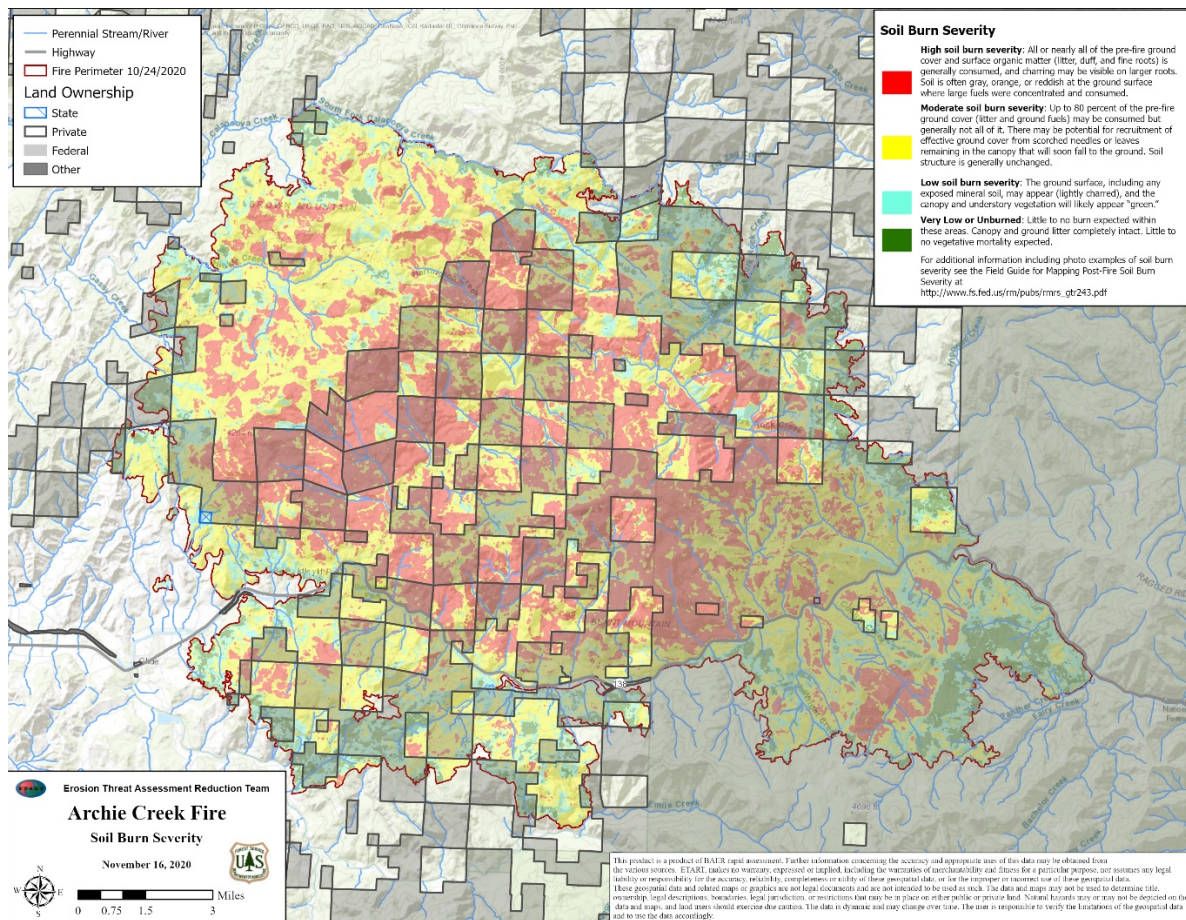 Perennial Stream/River
Highway
Fire Perimeter 10/24/2020
Land Ownership
State
Private
Federal
Other
Soil Burn Severity
High soil burn severity: All or nearly all of the pre-fire ground
cover and surface organic matter (litter, duff, and fine roots) is
generally consumed, and charring may be visible on larger roots.
Soil is often gray, orange, or reddish at the ground surface
where large fuels were concentrated and consumed.
Moderate soil burn severity: Up to 80 percent of the pre-fire
ground cover (litter and ground fuels) may be consumed but
generally not all of it. There may be potential for recruitment of
effective ground cover from scorched needles or leaves
remaining in the canopy that will soon fall to the ground. Soil
structure is generally unchanged.
Low soil burn severity: The ground surface, including any
exposed mineral soil, may appear (lightly charred), and the
canopy and understory vegetation will likely appear "green."
Very Low or Unburned: Little to no burn expected within
these areas. Canopy and ground litter completely intact. Little to
no vegetative mortality expected.
For additional information including photo examples of soil burn
severity see the Field Guide for Mapping Post-Fire Soil Burn
Severity at
http://www.fs.fed.us/rm/pubs/rmrs_gtr243.pdf
South Fork Calapooya Creek
Calapooya Creek
BROWN MOUNTAIN
Gassy Creek
Rock Creek
Glide
MOUNTAIN
138
RAGGED
Panther Creek
Fairy Creek
Emile Creek
4696 ft
Erosion Threat Assessment Reduction Team
Archie Creek Fire
Soil Burn Severity
November 16, 2020
FOREST SERVICE
UAS
N
W E
S
0 0.75 1.5 3 Miles
This product is a product of BAER rapid assessment. Further information concerning the accuracy and appropriate uses of this data may be obtained from
the various sources. ETART, makes no warranty, expressed or implied, including the warranties of merchantability and fitness for a particular purpose, nor assumes any legal
liability or responsibility for the accuracy, reliability, completeness or utility of these geospatial data, or for the improper or incorrect use of these geospatial data.
These geospatial data and related maps or graphics are not legal documents and are not intended to be used as such. The data and maps may not be used to determine title,
ownership, legal descriptions, boundaries, legal jurisdiction, or restrictions that may be in place on either public or private land. Natural hazards may or may not be depicted on the
data and maps, and land users should exercise due caution. The data is dynamic and may change over time. The user is responsible to verify the limitations of the geospatial data
and to use the data accordingly.